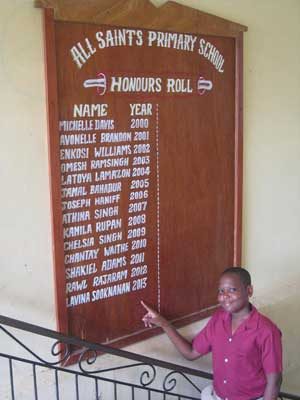 ALL SAINTS PRIMARY SCHOOL
HONOURS ROLL
NAME YEAR
MICHELLE DAVIS 2000
AVONELLE BRANDON 2001
ENKOSI WILLIAMS 2002
OMESH RAMSINGH 2003
LATOYA LAMAZON 2004
JAMAL BAHADUR 2005
JOSEPH HANIFF 2006
ATHINA SINGH 2007
KAMILA RUPAN 2008
CHELSIA SINGH 2009
CHANTAY WAITHE 2010
SHAKIEL ADAMS 2011
RAWL RAJARAM 2012
LAVINA SOOKNANAN 2013